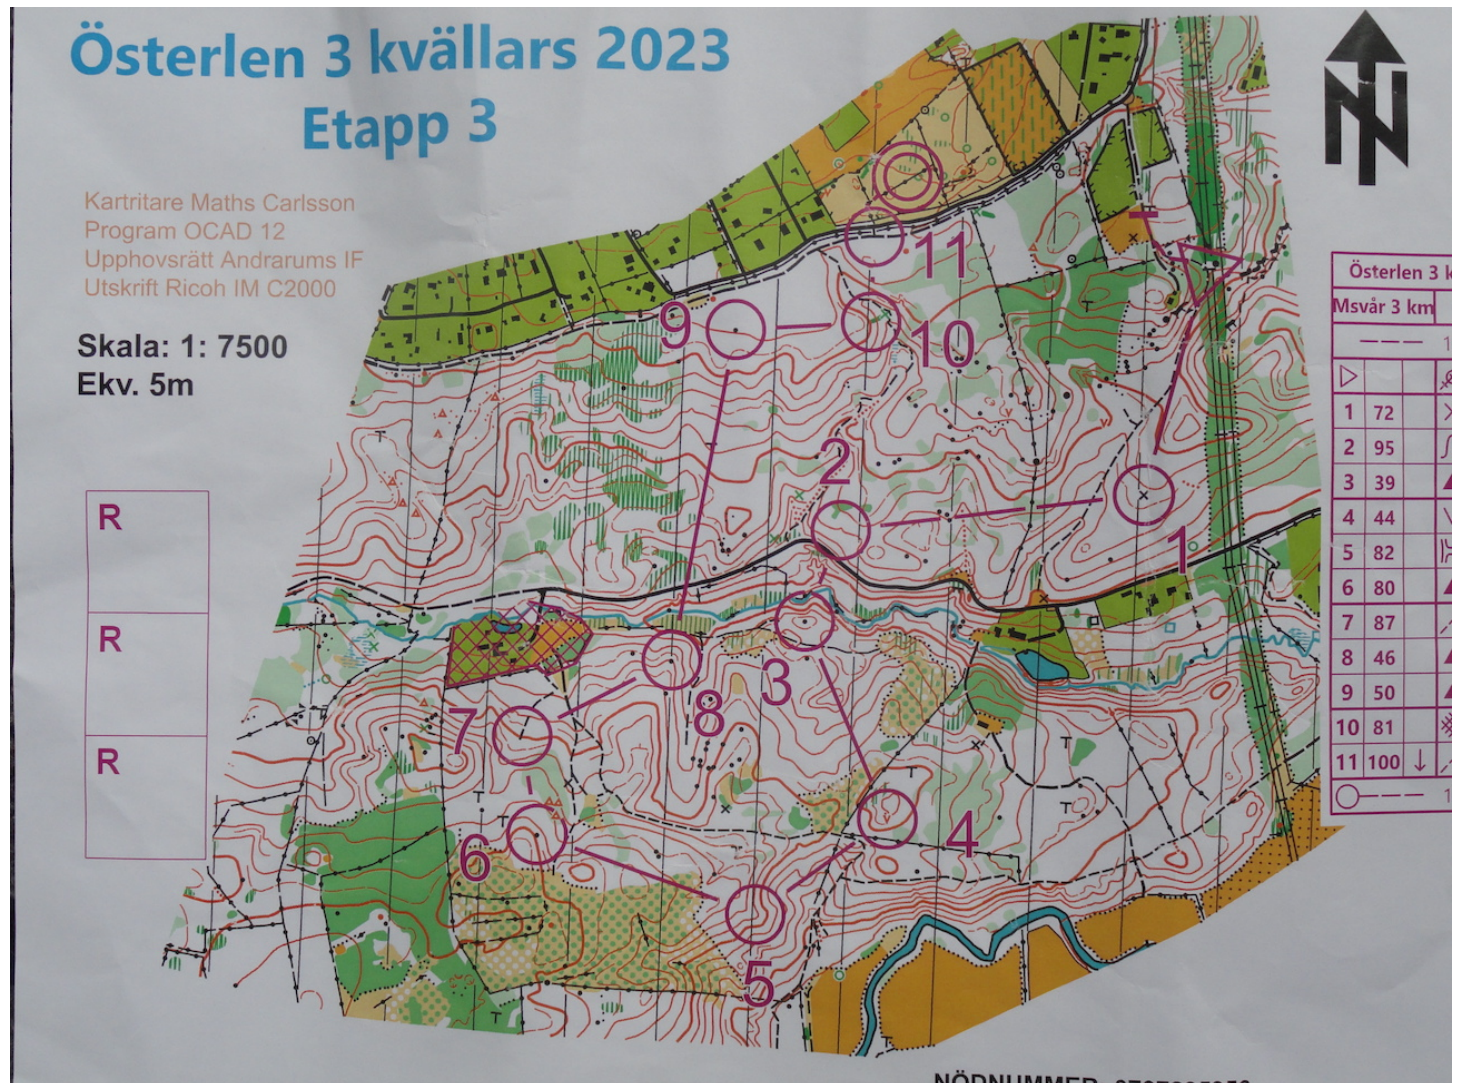 Österlen 3 kvällars 2023
Etapp 3
Kartritare Maths Carlsson
Program OCAD 12
Upphovsrätt Andrarums IF
Utskrift Ricoh IM C2000
Skala: 1: 7500
Ekv. 5m
N
R
R
R
9
11
10
2
1
3
8
7
6
4
5
Österlen 3 k
Msvår 3 km
1
1 72
2 95
3 39
4 44
5 82
6 80
7 87
8 46
9 50
10 81
11 100
1
NÖDNUMMER